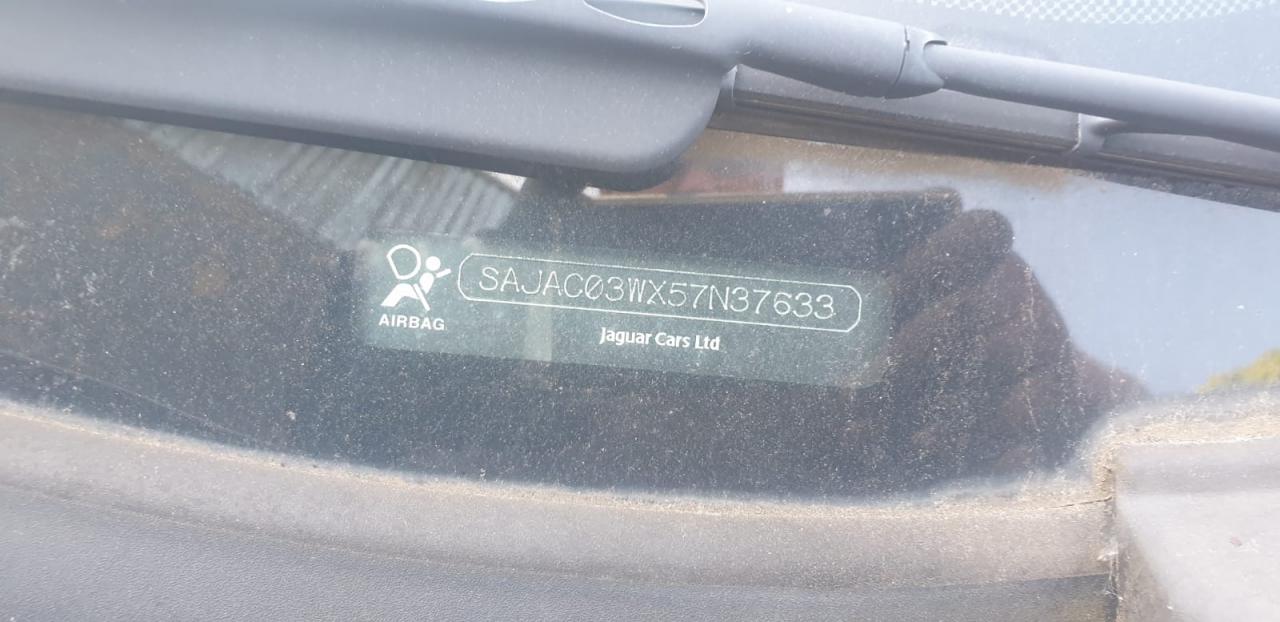 SAJAC03WX57N37633
AIRBAG
Jaguar Cars Ltd